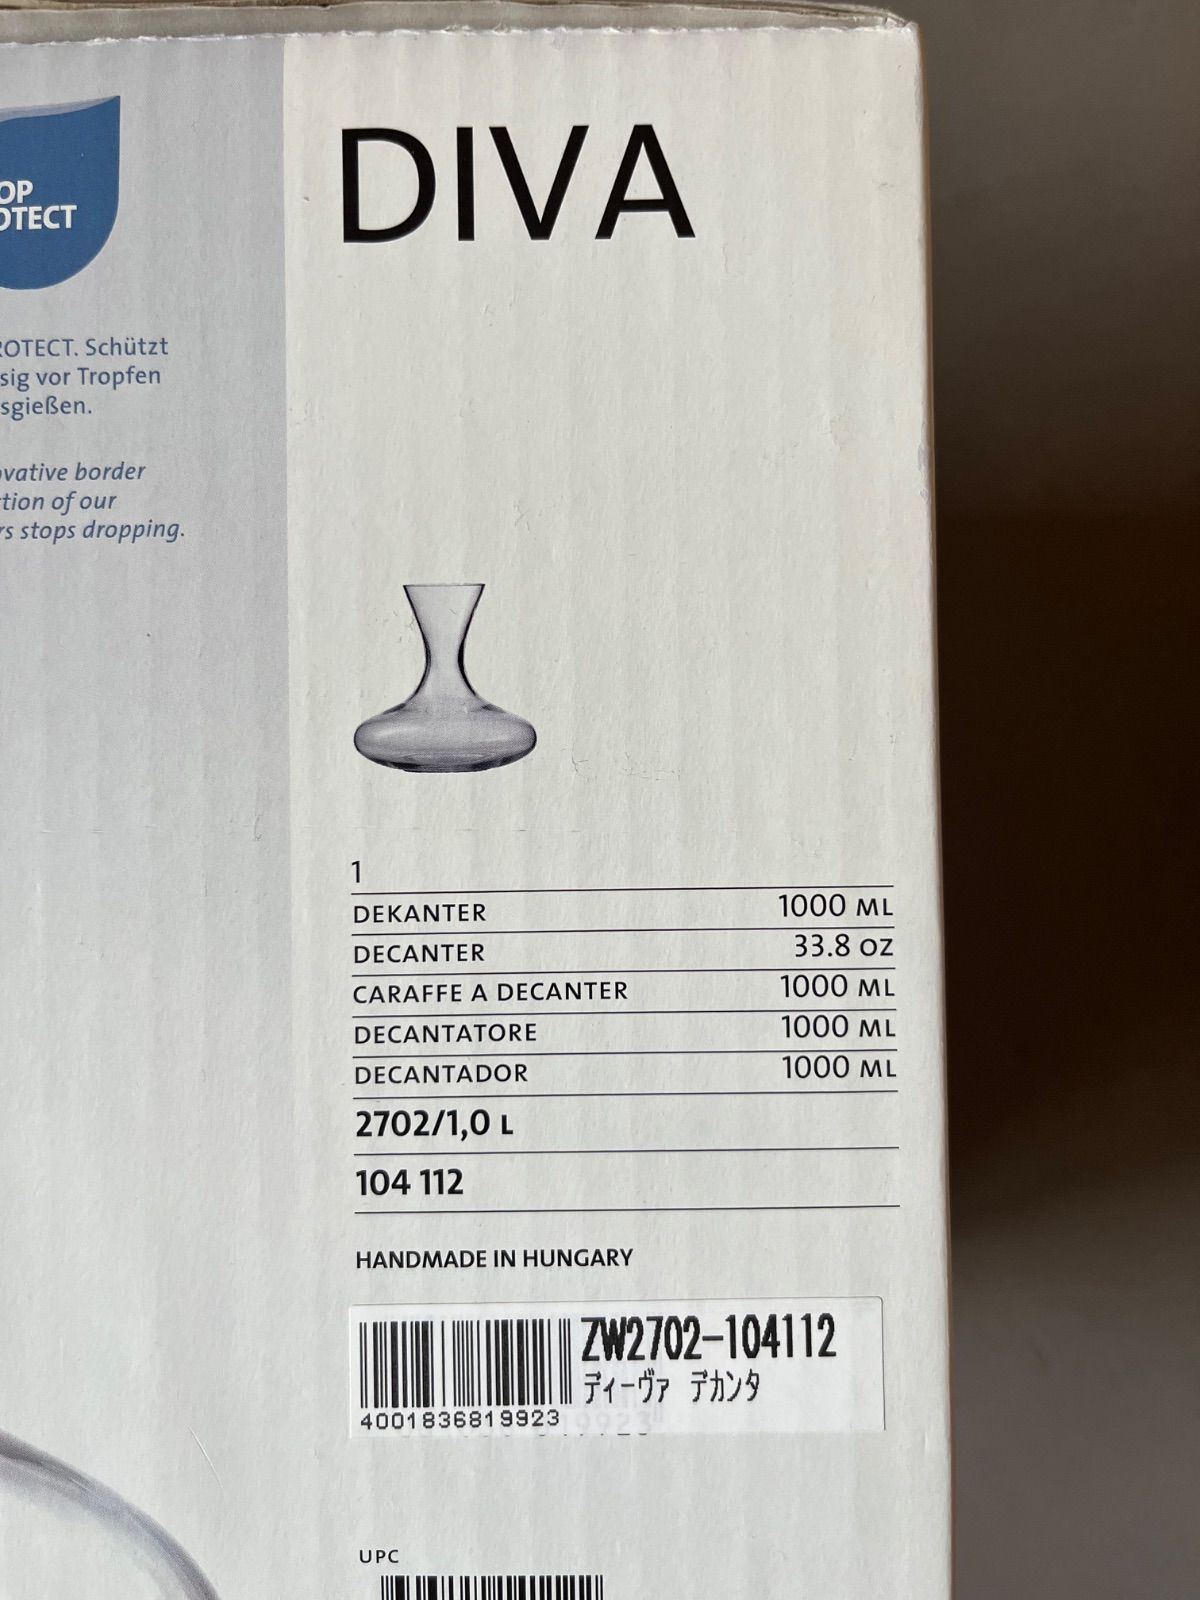 DIVA
OP
OTECT
ROTECT. Schützt
sig vor Tropfen
sgießen.
ovative border
tion of our
rs stops dropping.
1
DEKANTER 1000 ML
DECANTER 33.8 OZ
CARAFFE A DECANTER 1000 ML
DECANTATORE 1000 ML
DECANTADOR 1000 ML
2702/1,0 L
104 112
HANDMADE IN HUNGARY
ZW2702-104112
ディーヴァ デカンタ
4001836819923
UPC